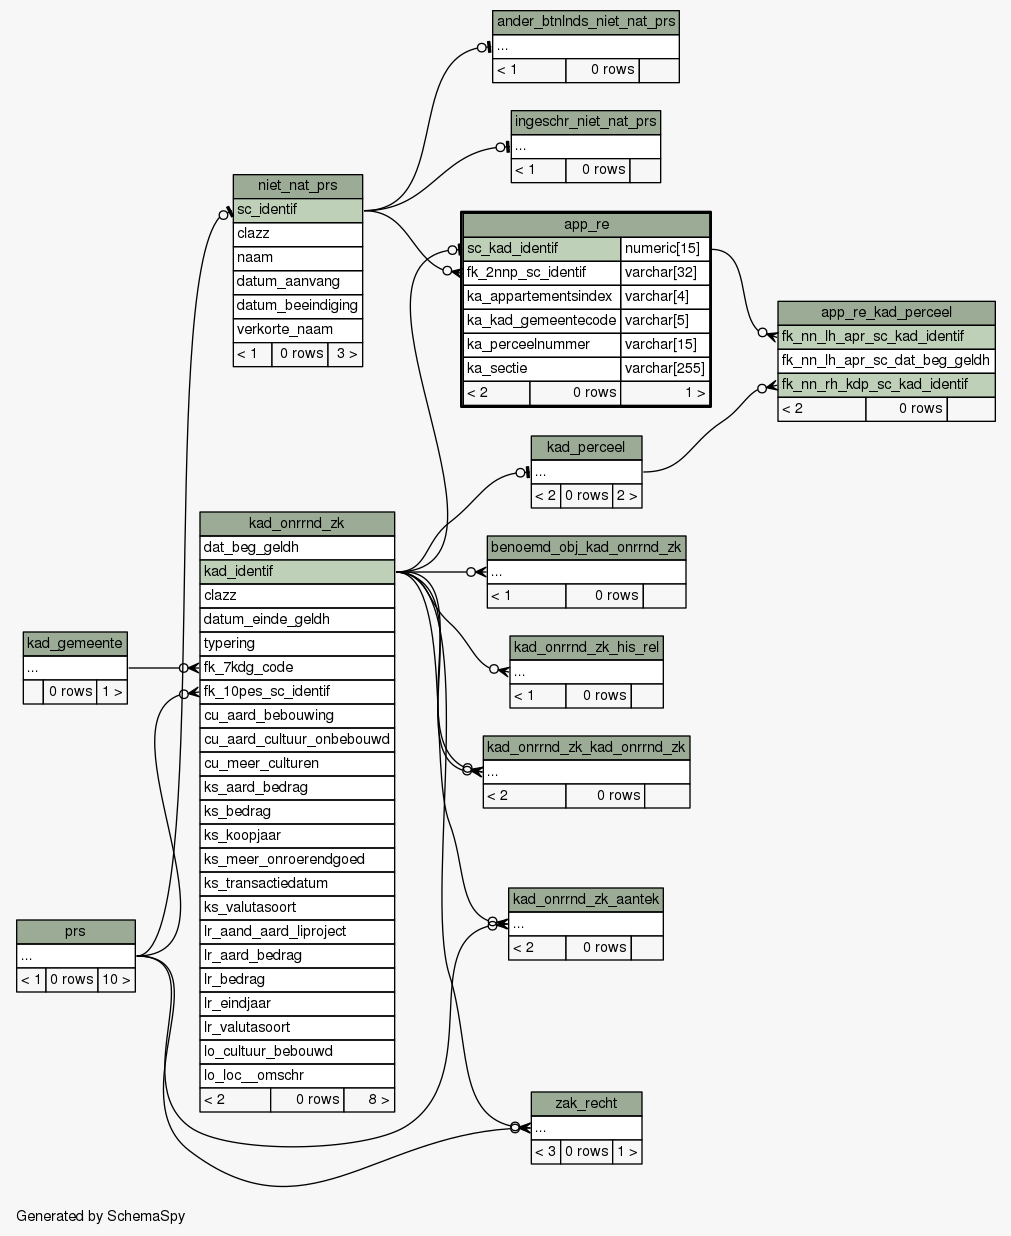 ander_btnlnds_niet_nat_prs
...
< 1 0 rows
ingeschr_niet_nat_prs
...
< 1 0 rows
niet_nat_prs
sc_identif
clazz
naam
datum_aanvang
datum_beeindiging
verkorte_naam
< 1 0 rows 3 >
app_re
sc_kad_identif numeric[15]
fk_2nnp_sc_identif varchar[32]
ka_appartementsindex varchar[4]
ka_kad_gemeentecode varchar[5]
ka_perceelnummer varchar[15]
ka_sectie varchar[255]
< 2 0 rows 1 >
app_re_kad_perceel
fk_nn_lh_apr_sc_kad_identif
fk_nn_lh_apr_sc_dat_beg_geldh
fk_nn_rh_kdp_sc_kad_identif
< 2 0 rows
kad_perceel
...
< 2 0 rows 2 >
kad_onrrnd_zk
dat_beg_geldh
kad_identif
clazz
datum_einde_geldh
typering
fk_7kdg_code
fk_10pes_sc_identif
cu_aard_bebouwing
cu_aard_cultuur_onbebouwd
cu_meer_culturen
ks_aard_bedrag
ks_bedrag
ks_koopjaar
ks_meer_onroerendgoed
ks_transactiedatum
ks_valutasoort
lr_aand_aard_liproject
lr_aard_bedrag
lr_bedrag
lr_eindjaar
lr_valutasoort
lo_cultuur_bebouwd
lo_loc__omschr
< 2 0 rows 8 >
benoemd_obj_kad_onrrnd_zk
...
< 1 0 rows
kad_gemeente
...
0 rows 1 >
kad_onrrnd_zk_his_rel
...
< 1 0 rows
kad_onrrnd_zk_kad_onrrnd_zk
...
< 2 0 rows
kad_onrrnd_zk_aantek
...
< 2 0 rows
prs
...
< 1 0 rows 10 >
zak_recht
...
< 3 0 rows 1 >
Generated by SchemaSpy